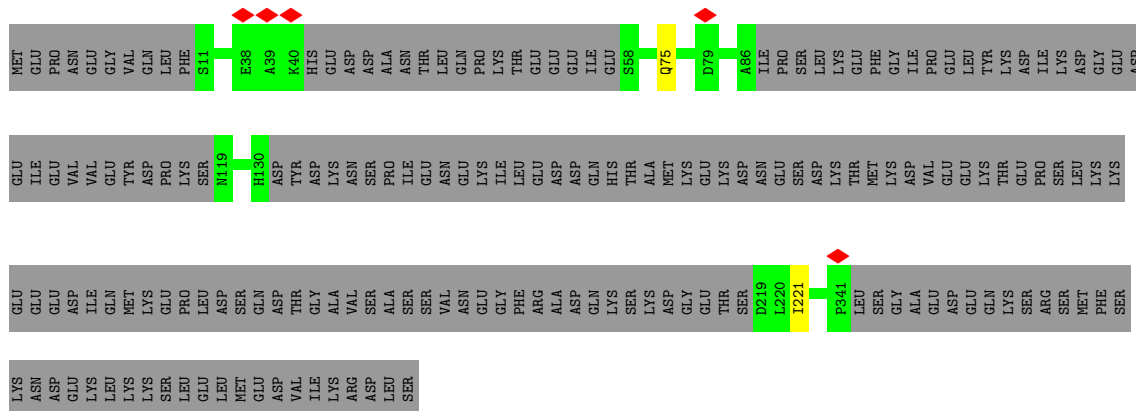 MET GLU PRO ASN GLU GLY VAL GLN LEU PHE S11 E38 A39 K40 HIS GLU ASP ASP ALA ASN THR LEU GLN PRO LYS THR GLU GLU GLU ILE GLU S58 Q75 D79 A86 ILE PRO SER LEU LYS GLU PHE GLY ILE PRO GLU LEU TYR LYS ASP ILE LYS ASP GLY GLU ASP
GLU ILE GLU VAL VAL GLU TYR ASP PRO LYS SER N119 H130 ASP TYR ASP LYS ASN SER PRO ILE GLU ASN GLU LYS ILE LEU GLU ASP ASP GLN HIS THR ALA MET LYS GLU LYS ASP ASN GLU SER ASP LYS THR MET LYS ASP VAL GLU GLU LYS THR GLU PRO SER LEU LYS LYS
GLU GLU GLU ASP ILE GLN MET LYS GLU PRO LEU ASP SER GLN ASP THR GLY ALA VAL SER ALA SER SER VAL ASN GLU GLY PHE ARG ALA ASP GLN LYS SER LYS ASP GLY GLU THR SER D219 L220 I221 P341 LEU SER GLY ALA GLU ASP GLU GLN LYS SER ARG SER MET PHE SER
LYS ASN ASP GLU LYS LEU GLN LYS LYS SER LEU GLU LEU MET GLU ASP VAL ILE LYS ARG ASP LEU SER